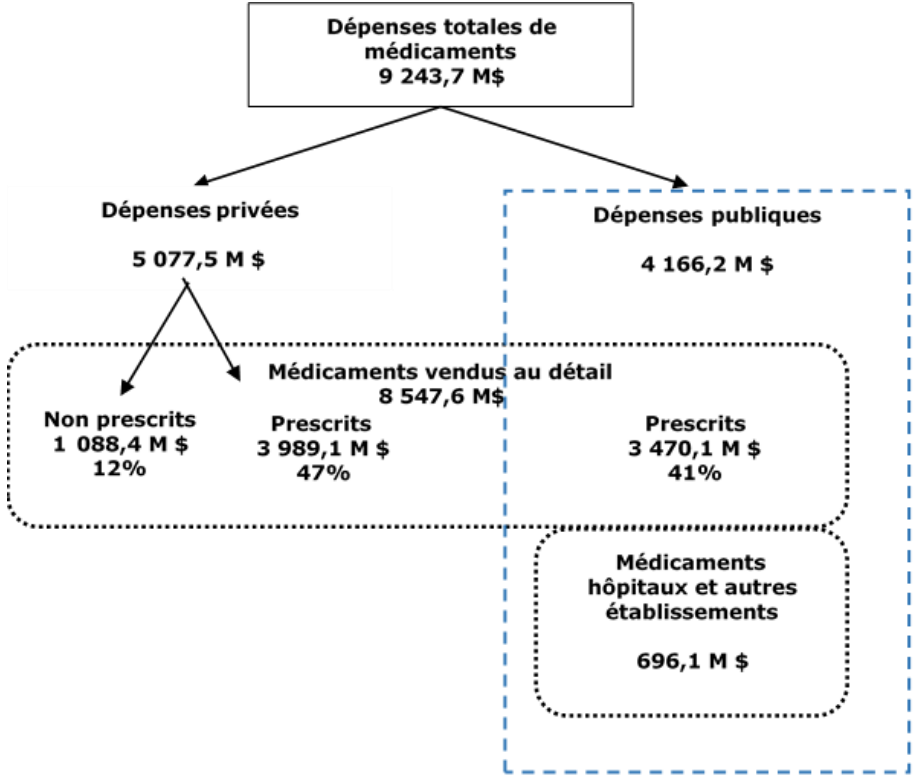 Dépenses totales de
médicaments
9 243,7 M$
Dépenses privées
5 077,5 M $
Dépenses publiques
4 166,2 M $
Médicaments vendus au détail
8 547,6 M$
Non prescrits
1 088,4 M $
12%
Prescrits
3 989,1 M $
47%
Prescrits
3 470,1 M $
41%
Médicaments
hôpitaux et autres
établissements
696,1 M $